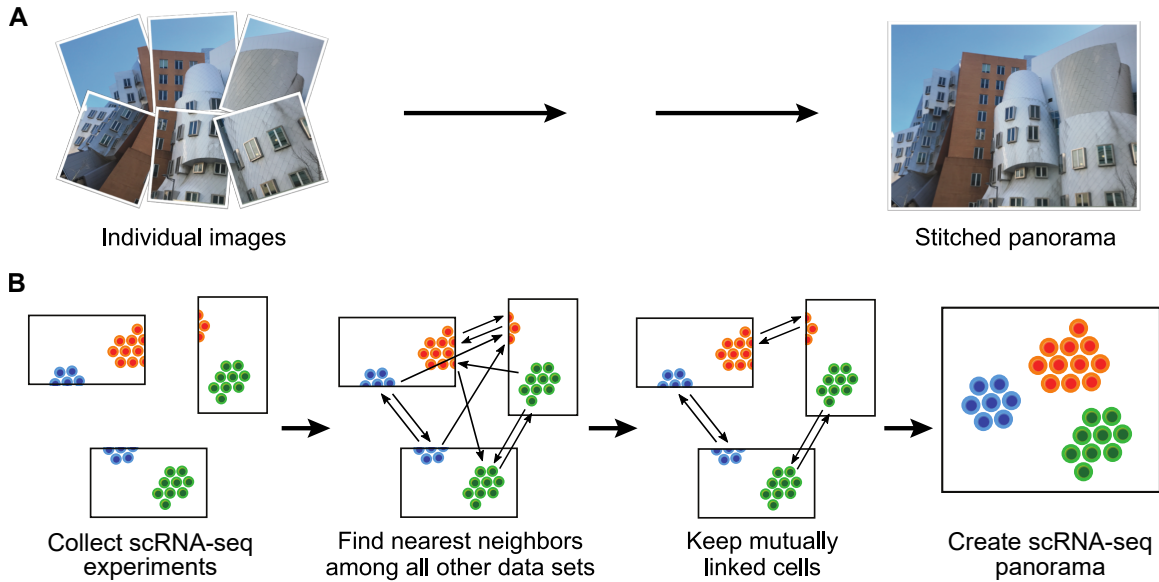 A
Individual images
Stitched panorama
B
Collect scRNA-seq
experiments
Find nearest neighbors
among all other data sets
Keep mutually
linked cells
Create scRNA-seq
panorama